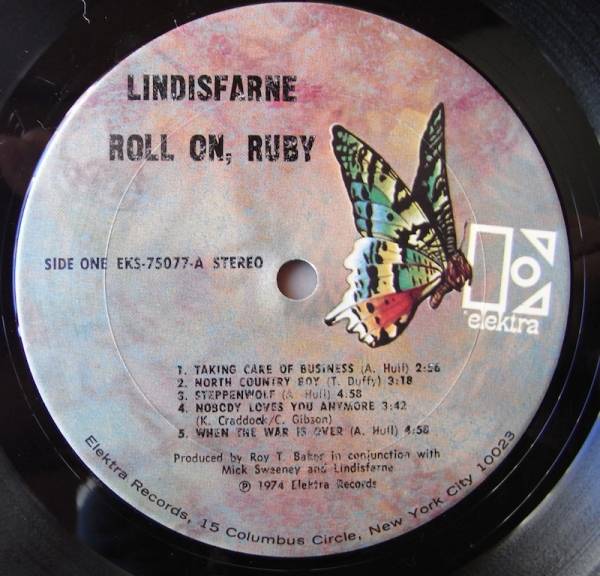 LINDISFARNE
ROLL ON, RUBY
SIDE ONE EKS-75077-A STEREO
elektra
1. TAKING CARE OF BUSINESS (A. Hull) 2:56
2. NORTH COUNTRY BOY (T. Duffy) 3:18
3. STEPPENWOLF (A. Hull) 4:58
4. NOBODY LOVES YOU ANYMORE 3:42
(K. Craddock/C. Gibson)
5. WHEN THE WAR IS OVER (A. Hull) 4:58
Produced by Roy T. Baker in conjunction with
Mick Sweeney and Lindisfarne
℗ 1974 Elektra Records
Elektra Records, 15 Columbus Circle, New York City 10023